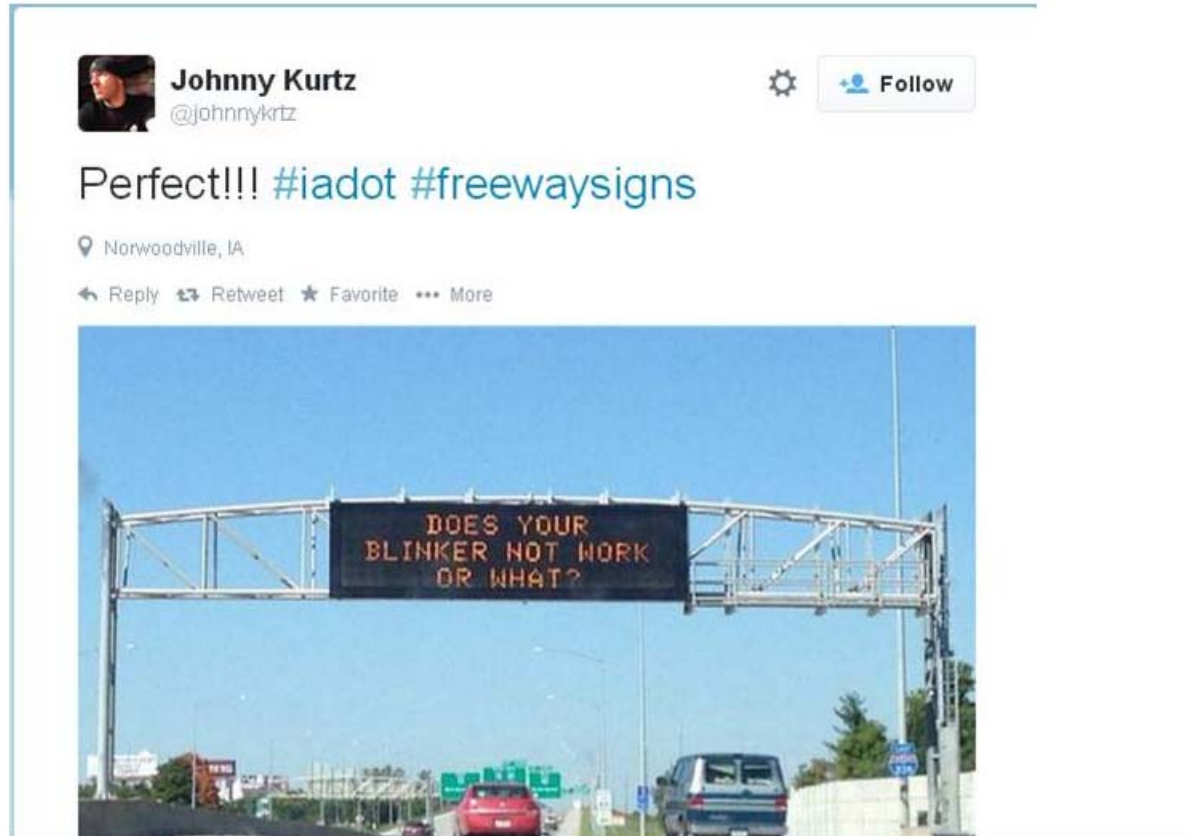 Johnny Kurtz
@johnnykrtz
Follow
Perfect!!! #iadot #freewaysigns
Norwoodville, IA
Reply Retweet Favorite More
DOES YOUR
BLINKER NOT WORK
OR WHAT?